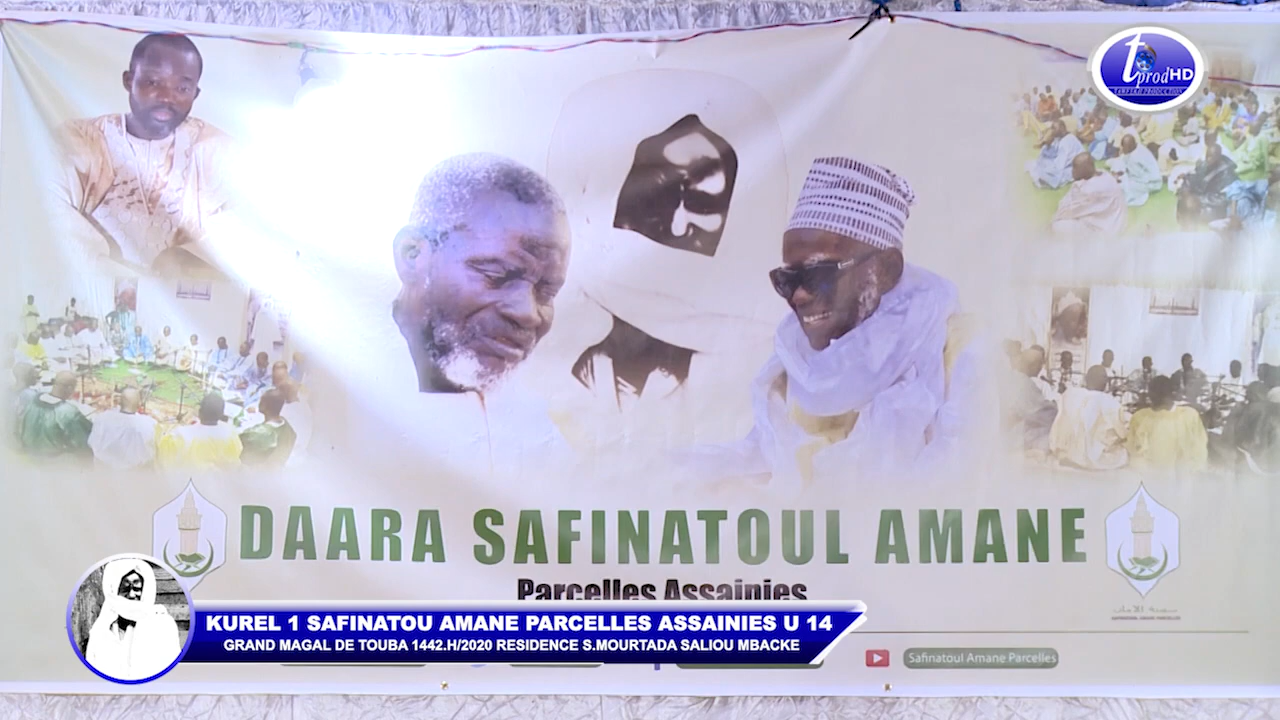 tprodHD
DAARA SAFINATOUL AMANE
Parcelles Assainies
KUREL 1 SAFINATOU AMANE PARCELLES ASSAINIES U 14
GRAND MAGAL DE TOUBA 1442.H/2020 RESIDENCE S.MOURTADA SALIOU MBACKE
Safinatoul Amane Parcelles